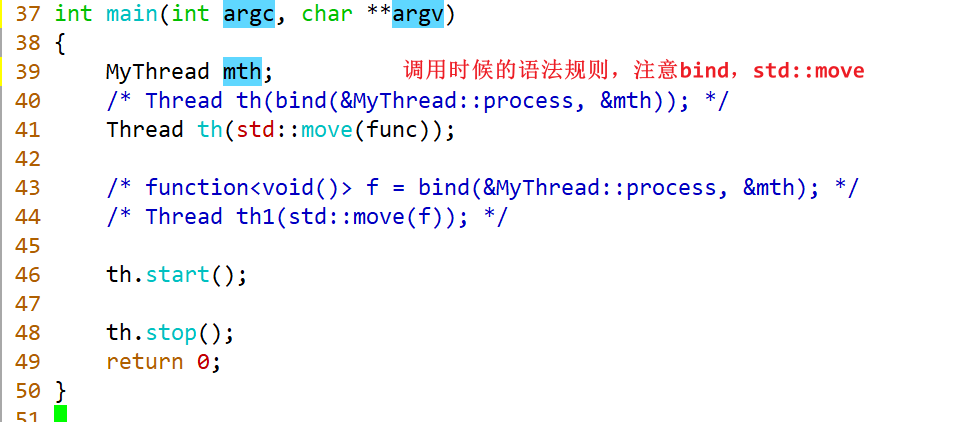 37 int main(int argc, char **argv)
38 {
39     MyThread mth; 调用时候的语法规则，注意bind，std::move
40     /* Thread th(bind(&MyThread::process, &mth)); */
41     Thread th(std::move(func));
42
43     /* function<void()> f = bind(&MyThread::process, &mth); */
44     /* Thread th1(std::move(f)); */
45
46     th.start();
47
48     th.stop();
49     return 0;
50 }
51